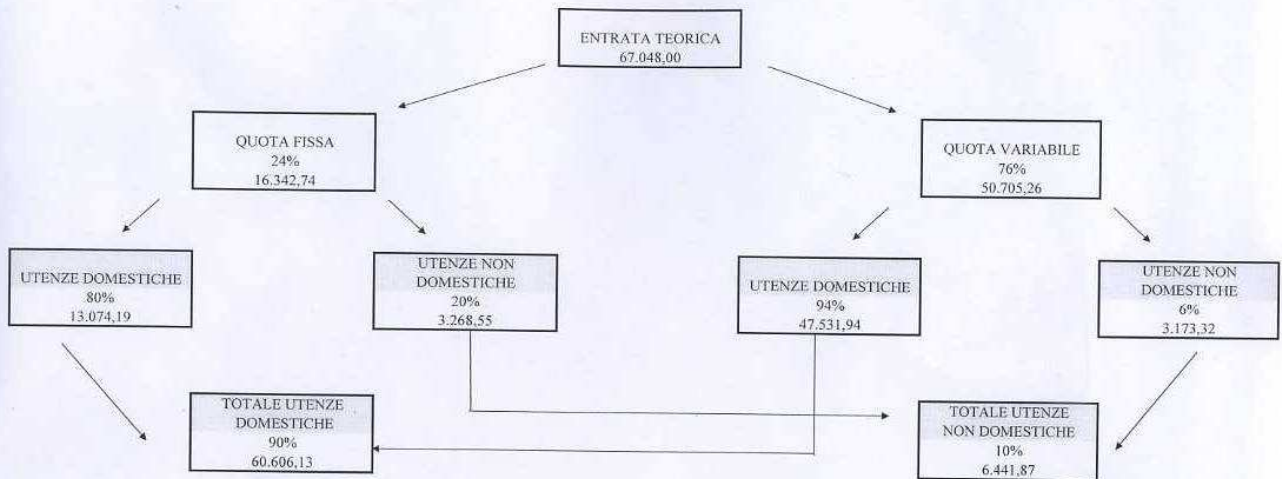 ENTRATA TEORICA
67.048,00
QUOTA FISSA
24%
16.342,74
QUOTA VARIABILE
76%
50.705,26
UTENZE DOMESTICHE
80%
13.074,19
UTENZE NON
DOMESTICHE
20%
3.268,55
UTENZE DOMESTICHE
94%
47.531,94
UTENZE NON
DOMESTICHE
6%
3.173,32
TOTALE UTENZE
DOMESTICHE
90%
60.606,13
TOTALE UTENZE
NON DOMESTICHE
10%
6.441,87